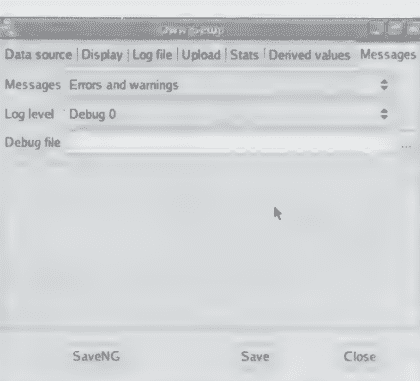 Data source | Display | Log file | Upload | Stats | Derived values Messages
Messages Errors and warnings
Log level Debug 0
Debug file ...
SaveNG Save Close